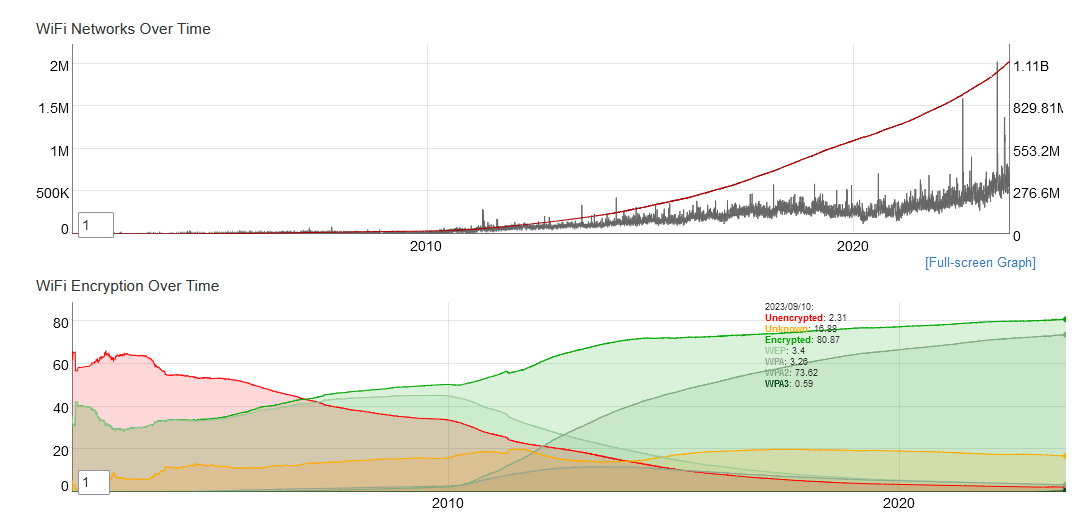 WiFi Networks Over Time
2M
1.5M
1M
500K
0
1
1.11B
829.81M
553.2M
276.6M
0
2010
2020
[Full-screen Graph]
WiFi Encryption Over Time
80
60
40
20
0
1
2023/09/10:
Unencrypted: 2.31
Unknown: 16.88
Encrypted: 80.87
WEP: 3.4
WPA: 3.26
WPA2: 73.62
WPA3: 0.59
2010
2020